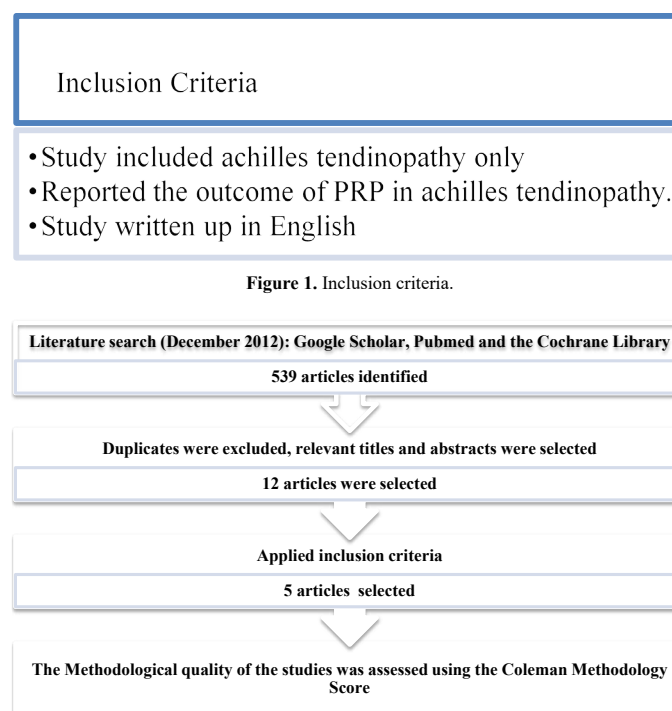 Inclusion Criteria
•Study included achilles tendinopathy only
•Reported the outcome of PRP in achilles tendinopathy.
•Study written up in English
Figure 1. Inclusion criteria.
Literature search (December 2012): Google Scholar, Pubmed and the Cochrane Library
539 articles identified
Duplicates were excluded, relevant titles and abstracts were selected
12 articles were selected
Applied inclusion criteria
5 articles selected
The Methodological quality of the studies was assessed using the Coleman Methodology
Score